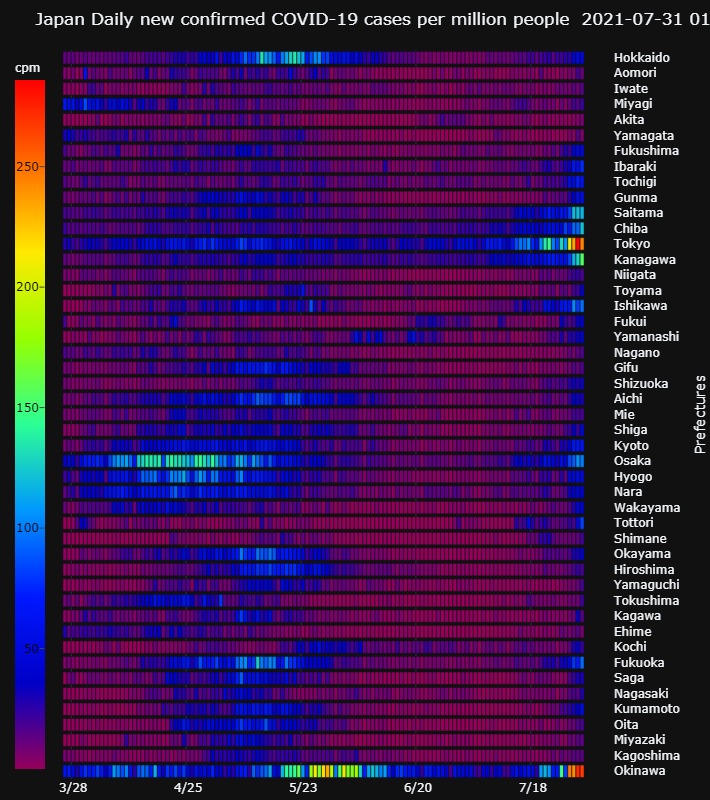 Japan Daily new confirmed COVID-19 cases per million people 2021-07-31 01
cpm
250
200
150
100
50
Hokkaido
Aomori
Iwate
Miyagi
Akita
Yamagata
Fukushima
Ibaraki
Tochigi
Gunma
Saitama
Chiba
Tokyo
Kanagawa
Niigata
Toyama
Ishikawa
Fukui
Yamanashi
Nagano
Gifu
Shizuoka
Aichi
Mie
Shiga
Kyoto
Osaka
Hyogo
Nara
Wakayama
Tottori
Shimane
Okayama
Hiroshima
Yamaguchi
Tokushima
Kagawa
Ehime
Kochi
Fukuoka
Saga
Nagasaki
Kumamoto
Oita
Miyazaki
Kagoshima
Okinawa
Prefectures
3/28 4/25 5/23 6/20 7/18